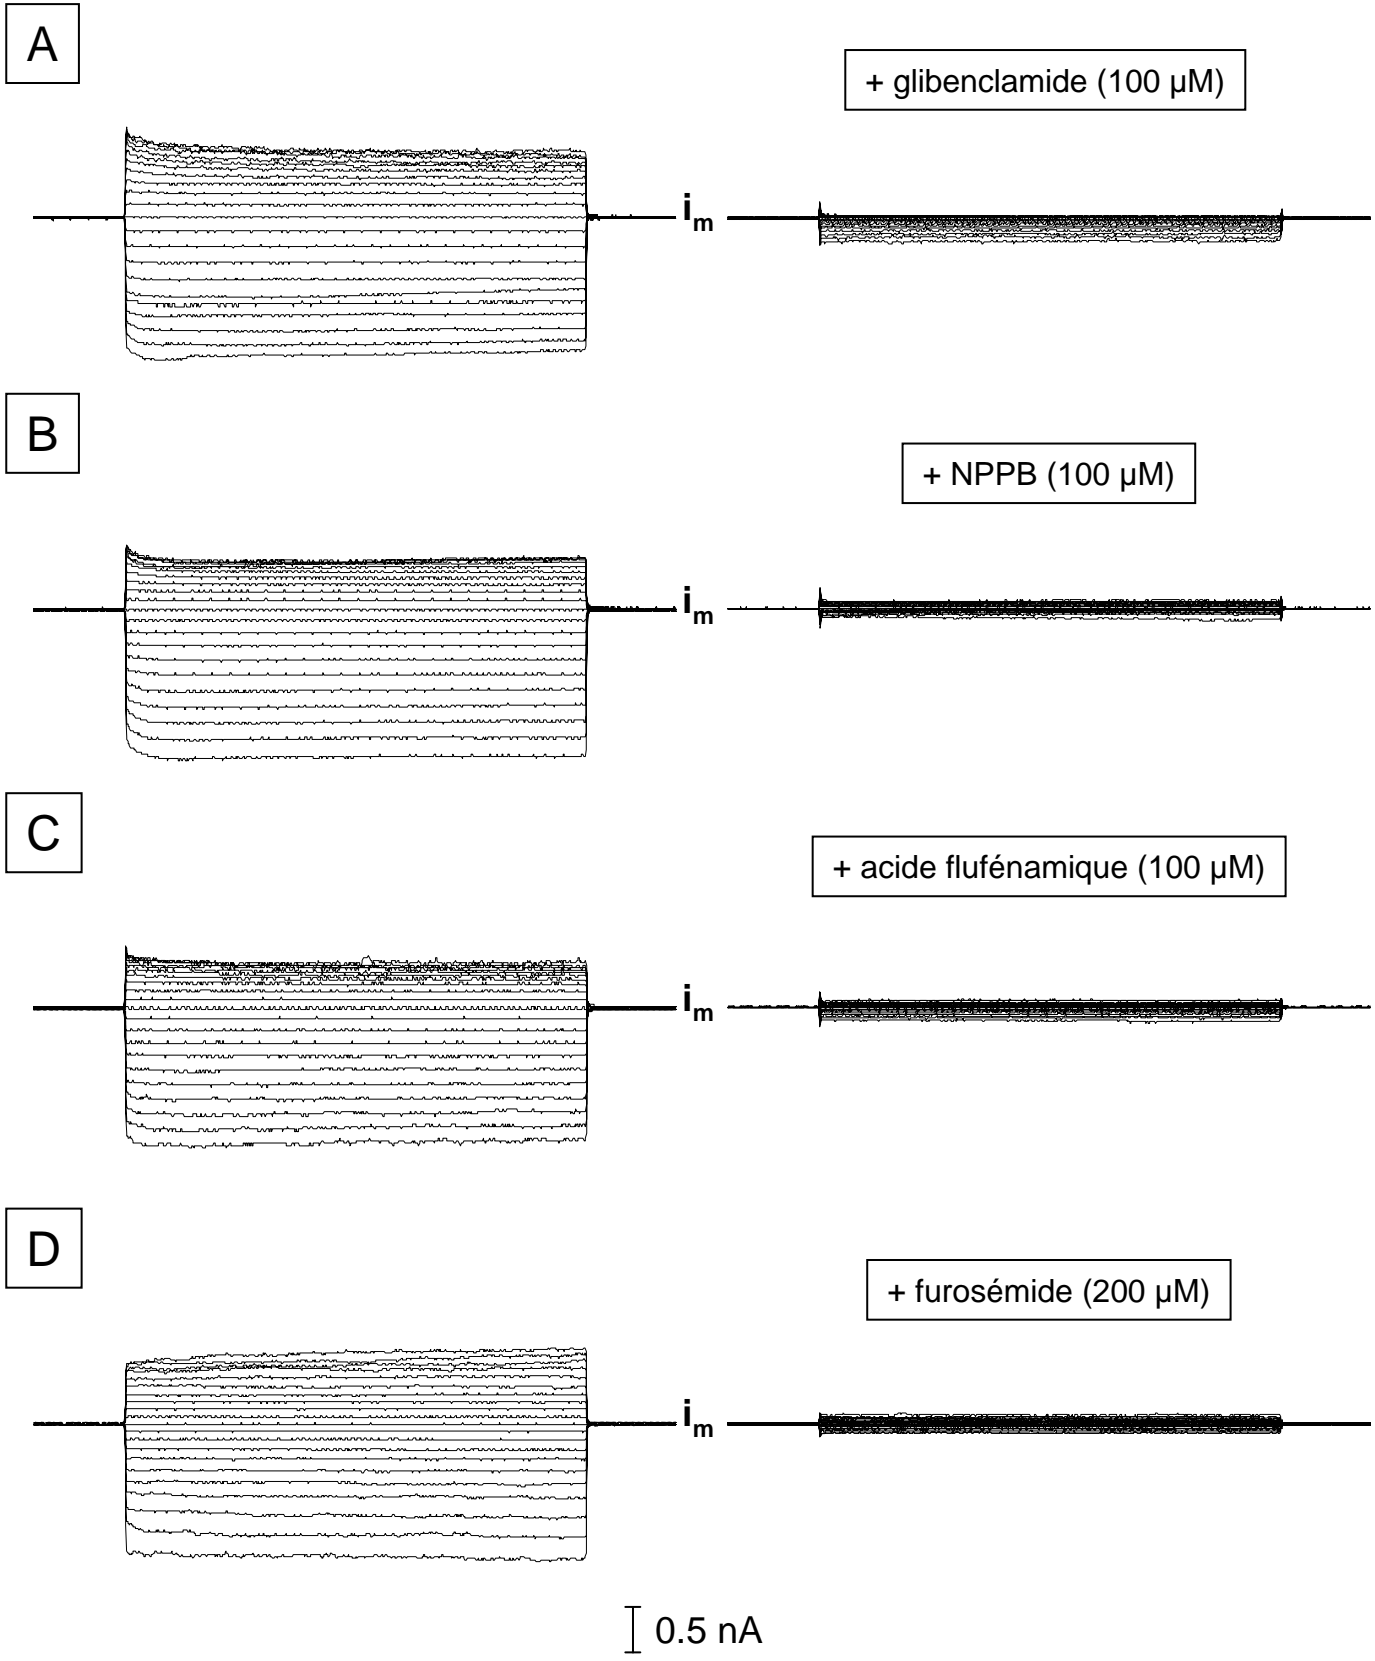 A
+ glibenclamide (100 µM)
im
B
+ NPPB (100 µM)
im
C
+ acide flufénamique (100 µM)
im
D
+ furosémide (200 µM)
im
0.5 nA